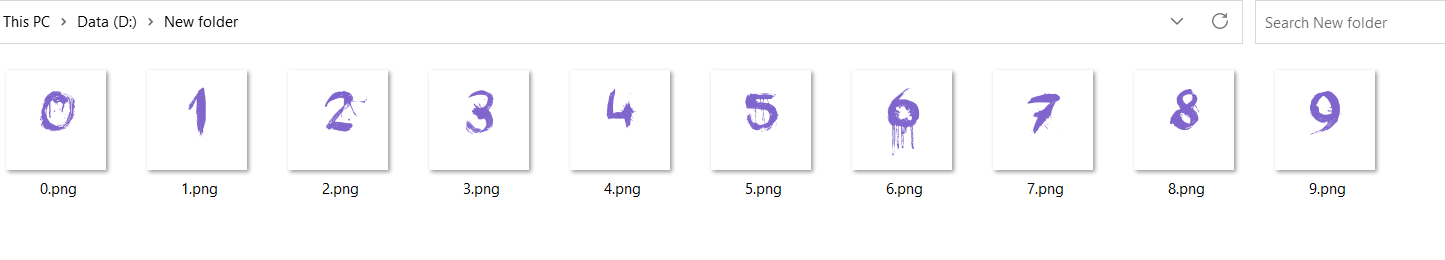 This PC > Data (D:) > New folder
Search New folder
0 1 2 3 4 5 6 7 8 9
0.png 1.png 2.png 3.png 4.png 5.png 6.png 7.png 8.png 9.png